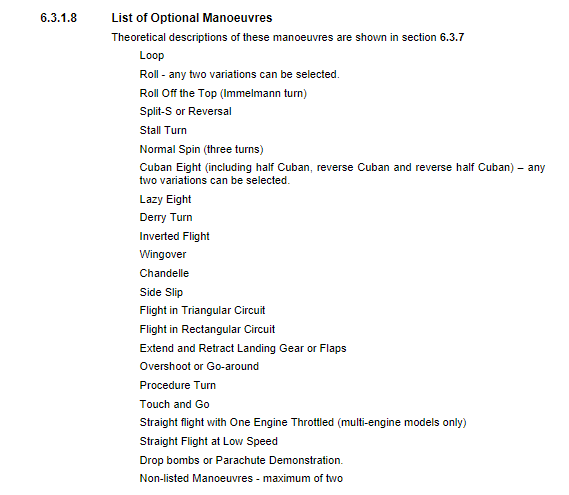 6.3.1.8 List of Optional Manoeuvres
Theoretical descriptions of these manoeuvres are shown in section 6.3.7
Loop
Roll - any two variations can be selected.
Roll Off the Top (Immelmann turn)
Split-S or Reversal
Stall Turn
Normal Spin (three turns)
Cuban Eight (including half Cuban, reverse Cuban and reverse half Cuban) – any
two variations can be selected.
Lazy Eight
Derry Turn
Inverted Flight
Wingover
Chandelle
Side Slip
Flight in Triangular Circuit
Flight in Rectangular Circuit
Extend and Retract Landing Gear or Flaps
Overshoot or Go-around
Procedure Turn
Touch and Go
Straight flight with One Engine Throttled (multi-engine models only)
Straight Flight at Low Speed
Drop bombs or Parachute Demonstration.
Non-listed Manoeuvres - maximum of two